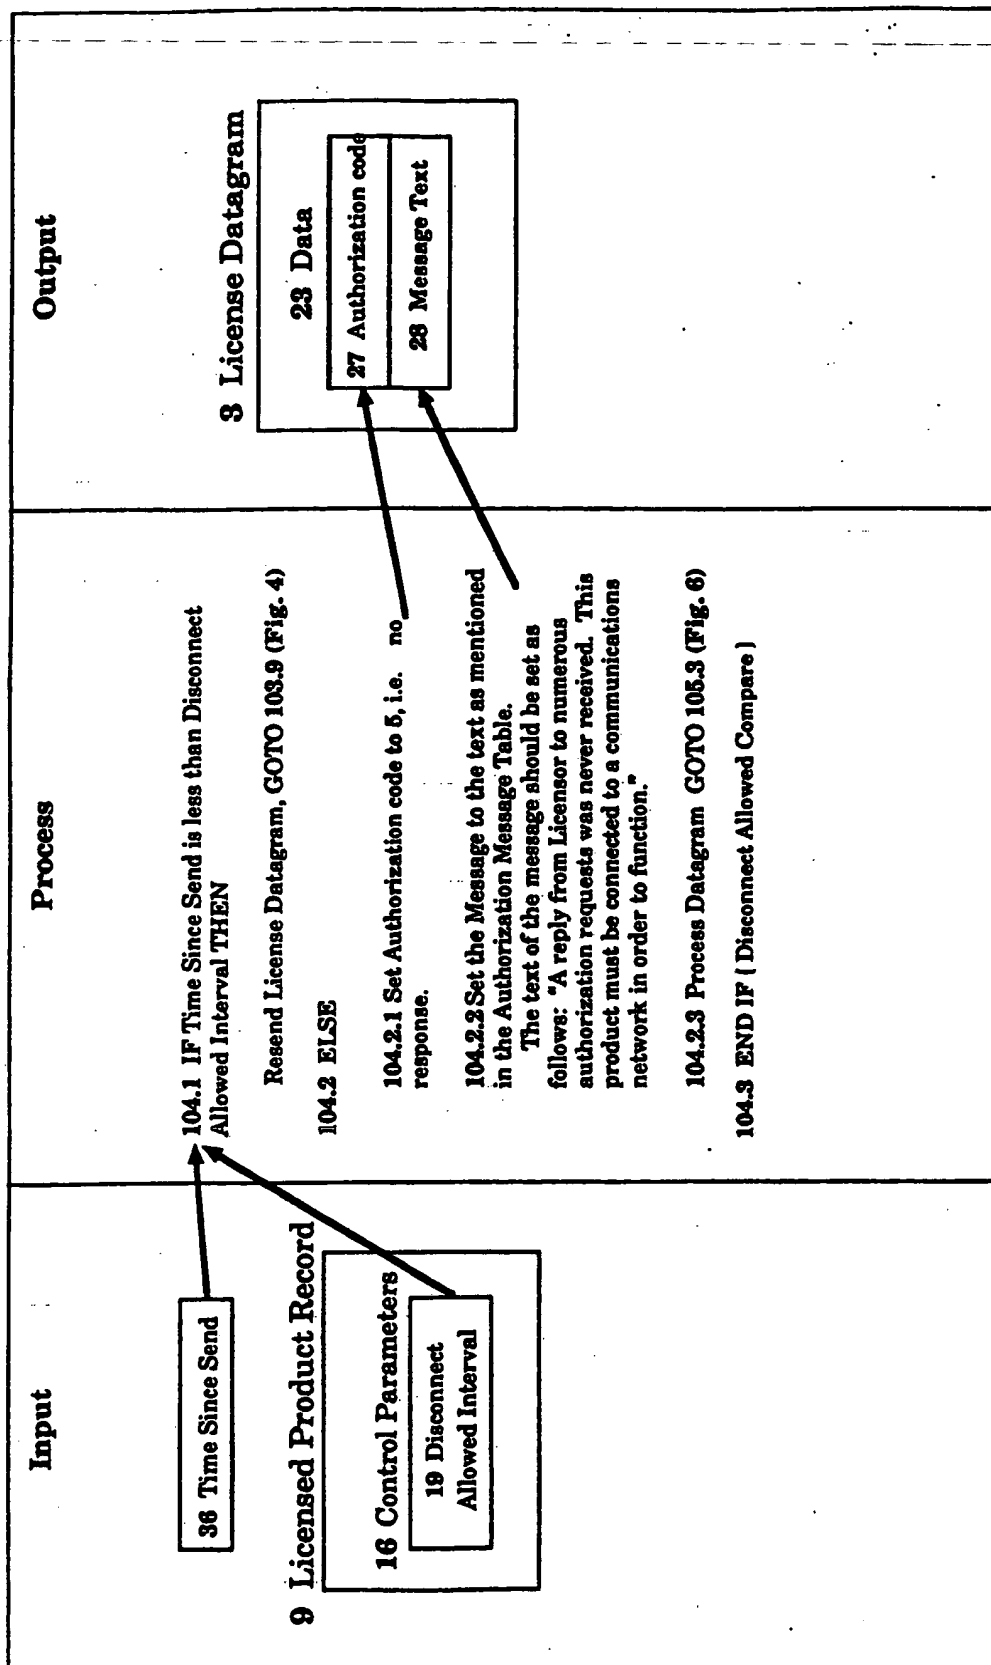 Input
36 Time Since Send
9 Licensed Product Record
16 Control Parameters
19 Disconnect
Allowed Interval
Process
104.1 IF Time Since Send is less than Disconnect
Allowed Interval THEN
Resend License Datagram, GOTO 103.9 (Fig. 4)
104.2 ELSE
104.2.1 Set Authorization code to 5, i.e. no
response.
104.2.2 Set the Message to the text as mentioned
in the Authorization Message Table.
The text of the message should be set as
follows: "A reply from Licensor to numerous
authorization requests was never received. This
product must be connected to a communications
network in order to function."
104.2.3 Process Datagram GOTO 105.3 (Fig. 6)
104.3 END IF { Disconnect Allowed Compare }
Output
3 License Datagram
23 Data
27 Authorization code
28 Message Text